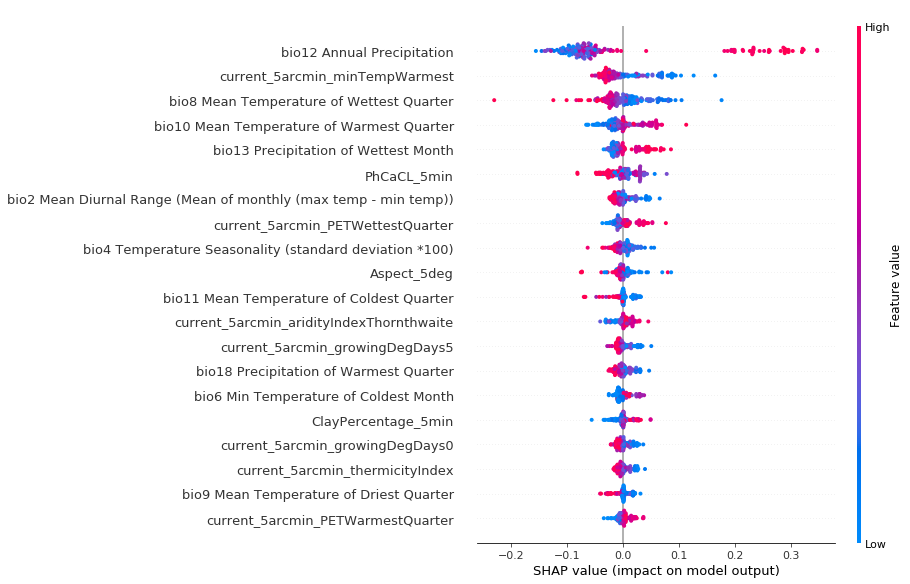 High
bio12 Annual Precipitation
current_5arcmin_minTempWarmest
bio8 Mean Temperature of Wettest Quarter
bio10 Mean Temperature of Warmest Quarter
bio13 Precipitation of Wettest Month
PhCaCL_5min
bio2 Mean Diurnal Range (Mean of monthly (max temp - min temp))
current_5arcmin_PETWettestQuarter
bio4 Temperature Seasonality (standard deviation *100)
Aspect_5deg
bio11 Mean Temperature of Coldest Quarter
current_5arcmin_aridityIndexThornthwaite
current_5arcmin_growingDegDays5
bio18 Precipitation of Warmest Quarter
bio6 Min Temperature of Coldest Month
ClayPercentage_5min
current_5arcmin_growingDegDays0
current_5arcmin_thermicityIndex
bio9 Mean Temperature of Driest Quarter
current_5arcmin_PETWarmestQuarter
Feature value
Low
−0.2 −0.1 0.0 0.1 0.2 0.3
SHAP value (impact on model output)